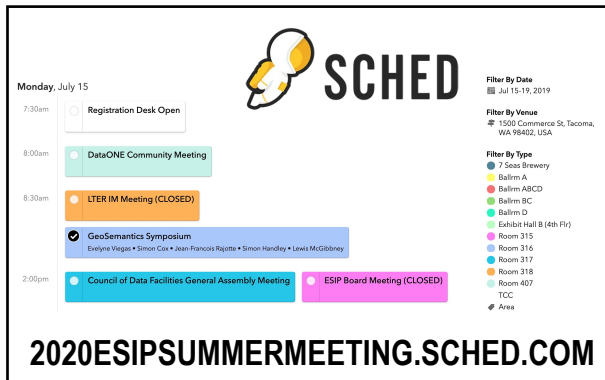 SCHED
Monday, July 15
7:30am
Registration Desk Open
8:00am
DataONE Community Meeting
8:30am
LTER IM Meeting (CLOSED)
GeoSemantics Symposium
Evelyne Viegas • Simon Cox • Jean-Francois Rajotte • Simon Handley • Lewis McGibbney
2:00pm
Council of Data Facilities General Assembly Meeting
ESIP Board Meeting (CLOSED)
Filter By Date
Jul 15-19, 2019
Filter By Venue
1500 Commerce St, Tacoma,
WA 98402, USA
Filter By Type
7 Seas Brewery
Ballrm A
Ballrm ABCD
Ballrm BC
Ballrm D
Exhibit Hall B (4th Flr)
Room 315
Room 316
Room 317
Room 318
Room 407
TCC
Area
2020ESIPSUMMERMEETING.SCHED.COM